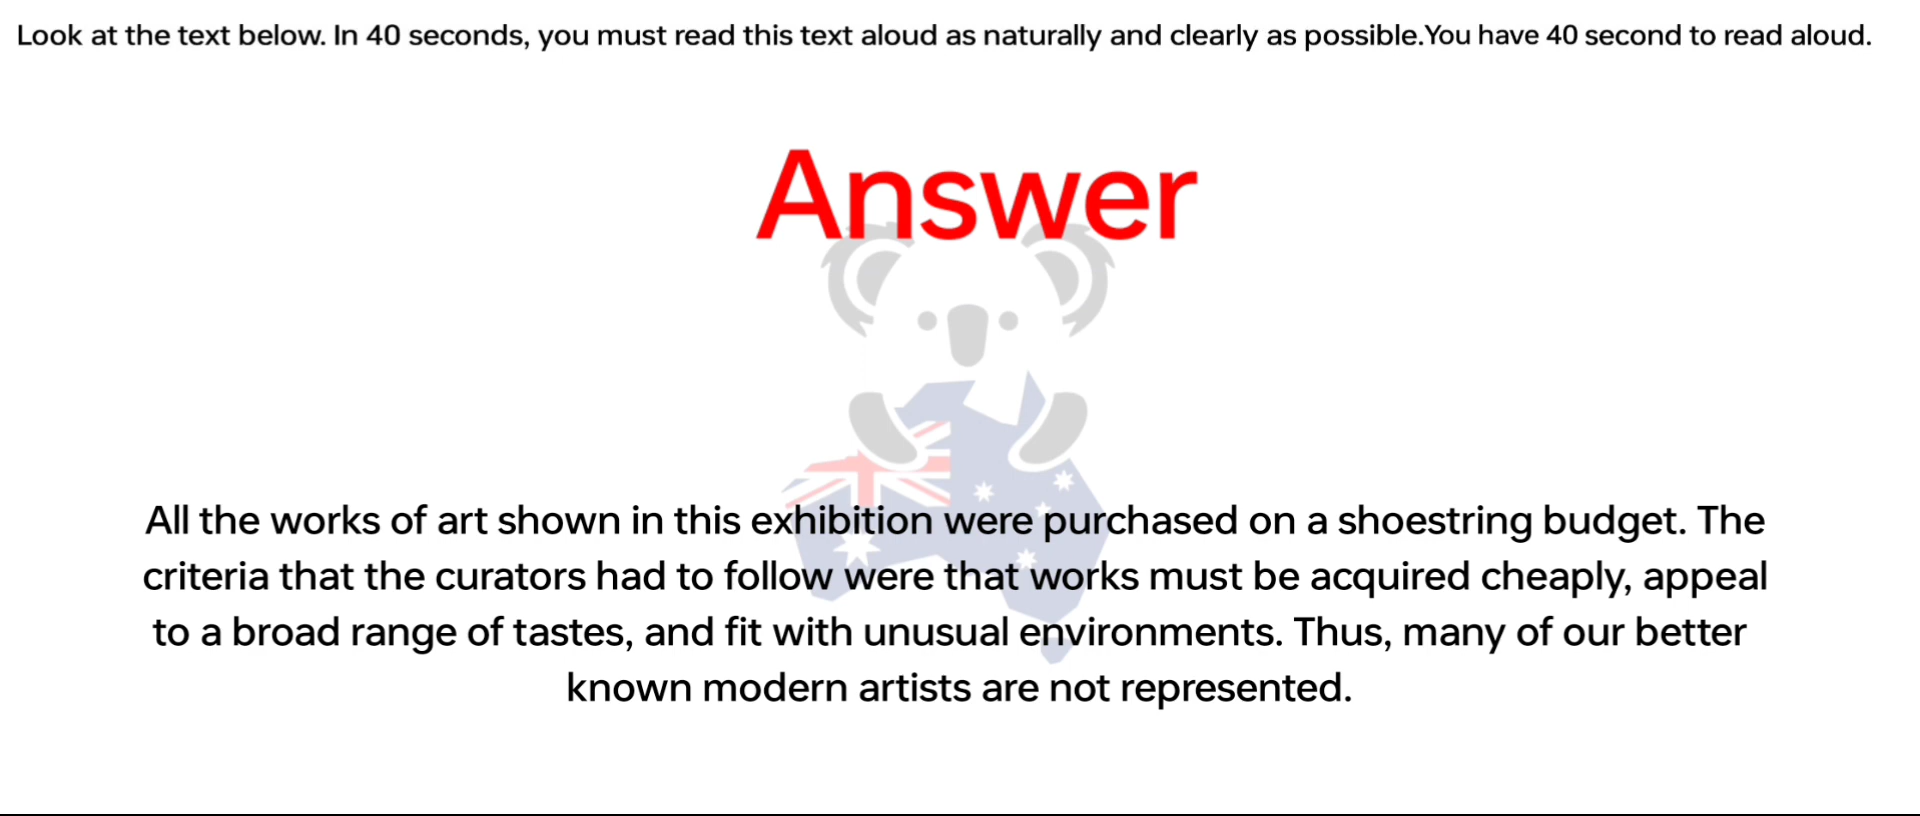 Look at the text below. In 40 seconds, you must read this text aloud as naturally and clearly as possible.You have 40 second to read aloud.
Answer
All the works of art shown in this exhibition were purchased on a shoestring budget. The
criteria that the curators had to follow were that works must be acquired cheaply, appeal
to a broad range of tastes, and fit with unusual environments. Thus, many of our better
known modern artists are not represented.